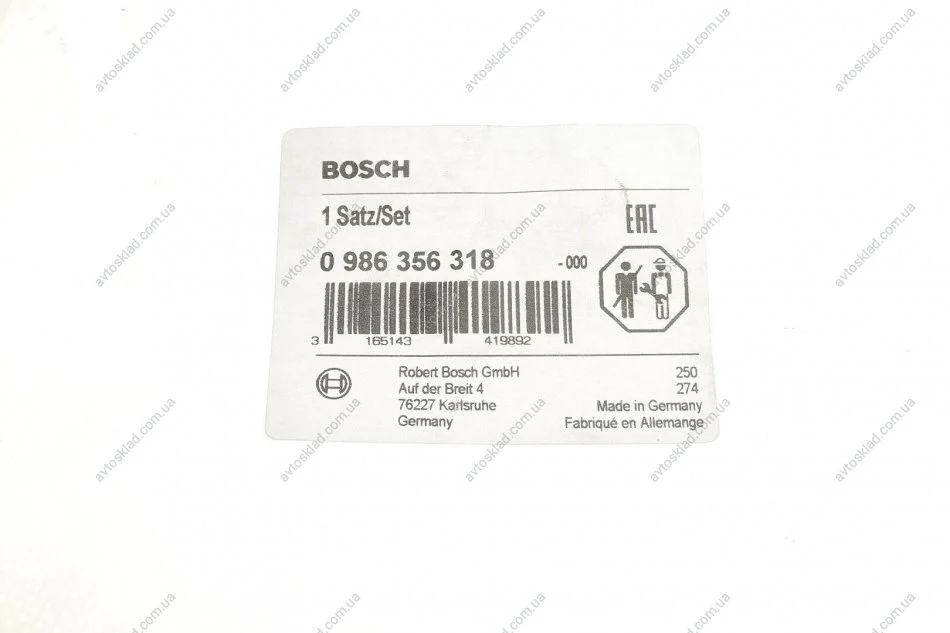 BOSCH
1 Satz/Set
EAC
0 986 356 318 -000
3 165143 419892
Robert Bosch GmbH 250
Auf der Breit 4 274
76227 Karlsruhe Made in Germany
Germany Fabriqué en Allemange
avtosklad.com.ua